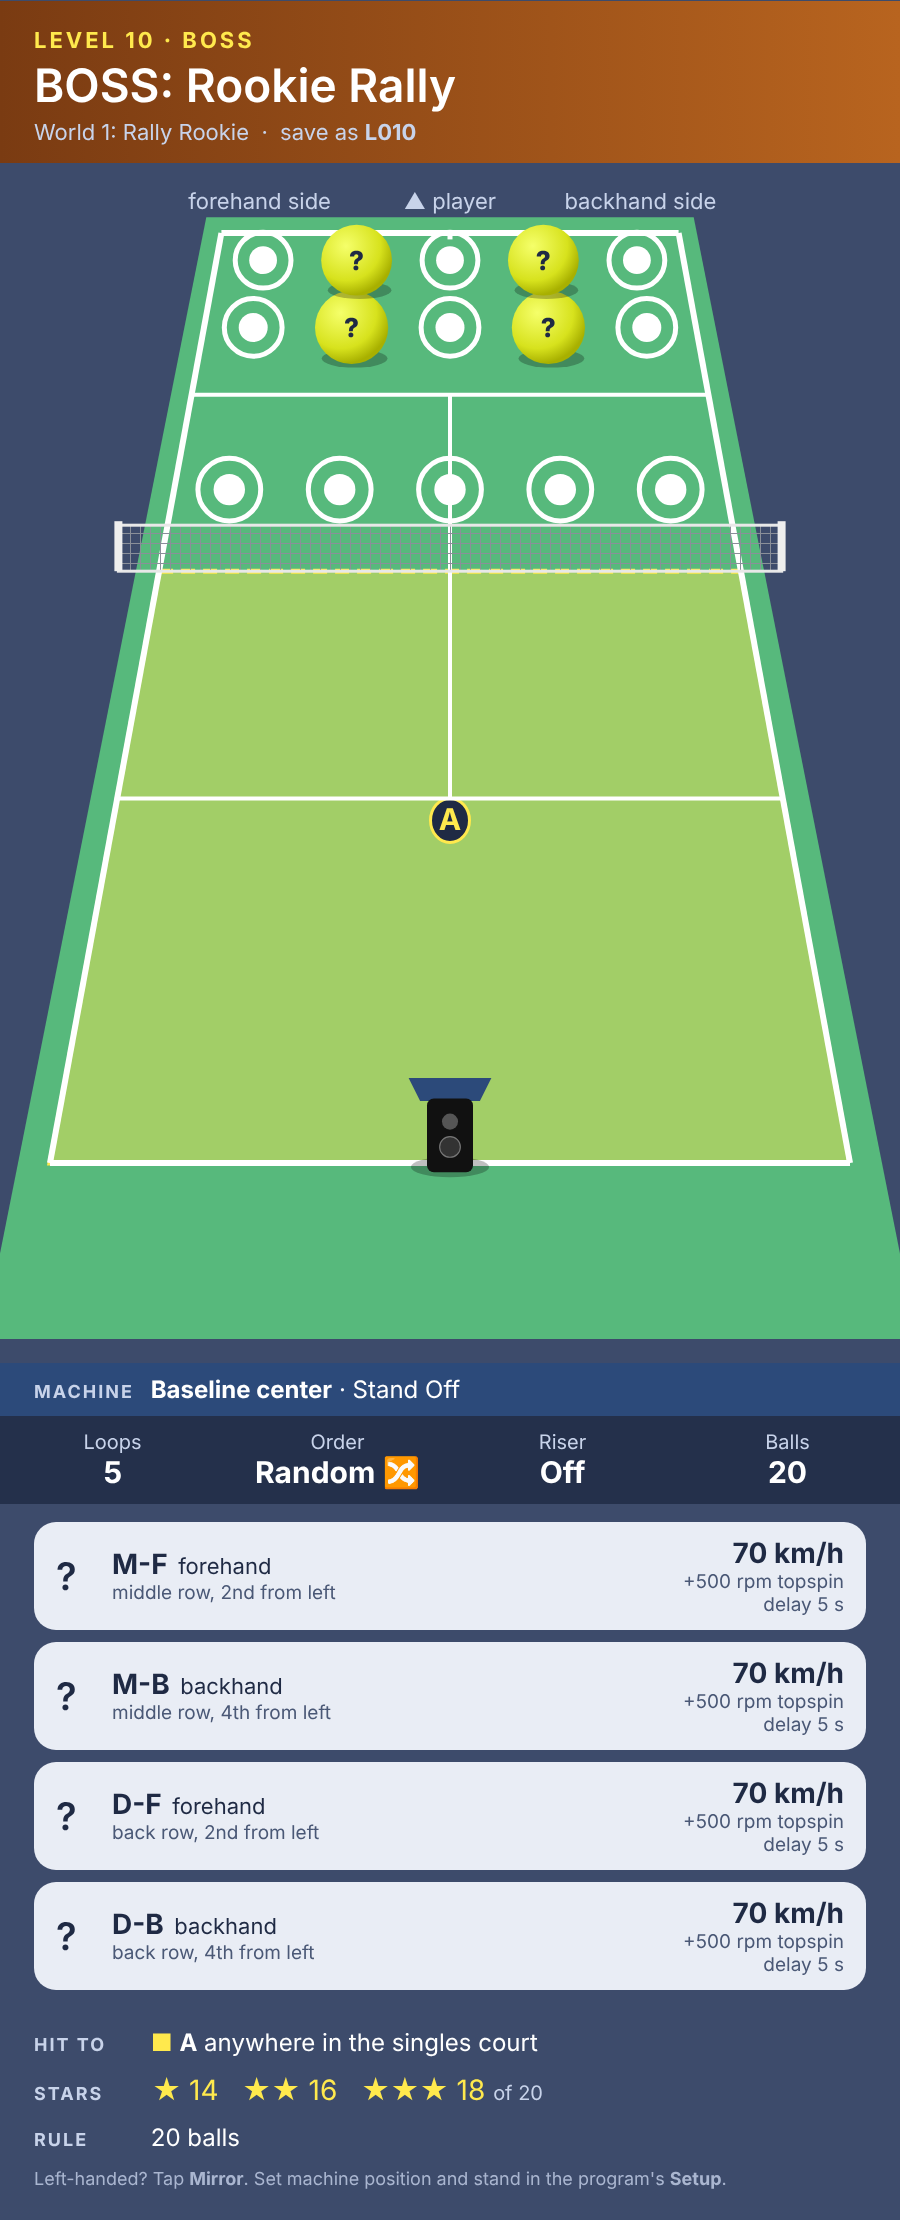 LEVEL 10 · BOSS
BOSS: Rookie Rally
World 1: Rally Rookie · save as L010
forehand side ▲ player backhand side
? ?
? ?
A
MACHINE Baseline center · Stand Off
Loops Order Riser Balls
5 Random 🔀 Off 20
? M-F forehand 70 km/h
middle row, 2nd from left +500 rpm topspin
delay 5 s
? M-B backhand 70 km/h
middle row, 4th from left +500 rpm topspin
delay 5 s
? D-F forehand 70 km/h
back row, 2nd from left +500 rpm topspin
delay 5 s
? D-B backhand 70 km/h
back row, 4th from left +500 rpm topspin
delay 5 s
HIT TO A anywhere in the singles court
STARS ★ 14 ★★ 16 ★★★ 18 of 20
RULE 20 balls
Left-handed? Tap Mirror. Set machine position and stand in the program's Setup.